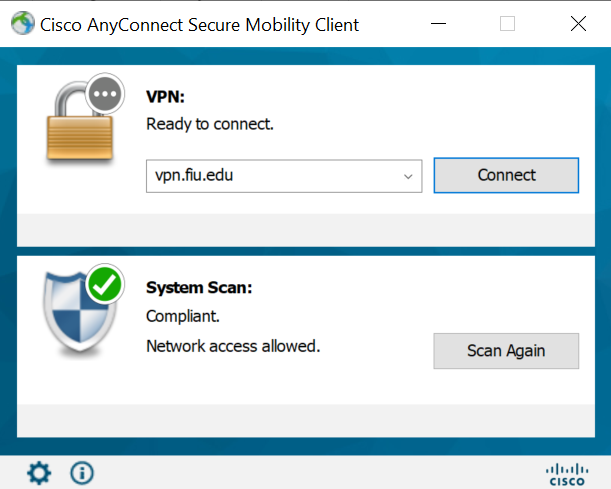 Cisco AnyConnect Secure Mobility Client
VPN:
Ready to connect.
vpn.fiu.edu
Connect
System Scan:
Compliant.
Network access allowed.
Scan Again
CISCO